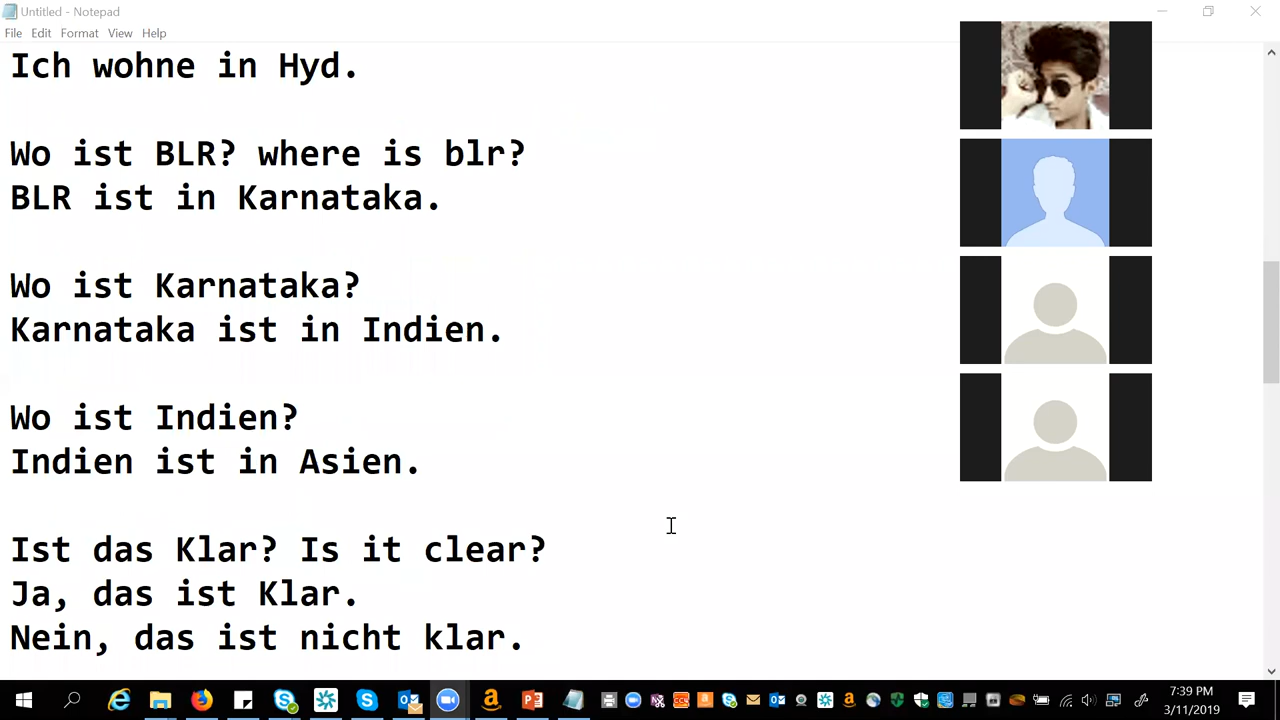 Untitled - Notepad
File Edit Format View Help
Ich wohne in Hyd.
Wo ist BLR? where is blr?
BLR ist in Karnataka.
Wo ist Karnataka?
Karnataka ist in Indien.
Wo ist Indien?
Indien ist in Asien.
Ist das Klar? Is it clear?
Ja, das ist Klar.
Nein, das ist nicht klar.
7:39 PM
3/11/2019